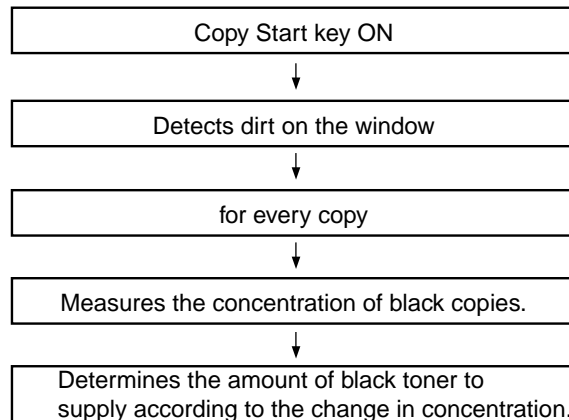 Copy Start key ON
Detects dirt on the window
for every copy
Measures the concentration of black copies.
Determines the amount of black toner to
supply according to the change in concentration.